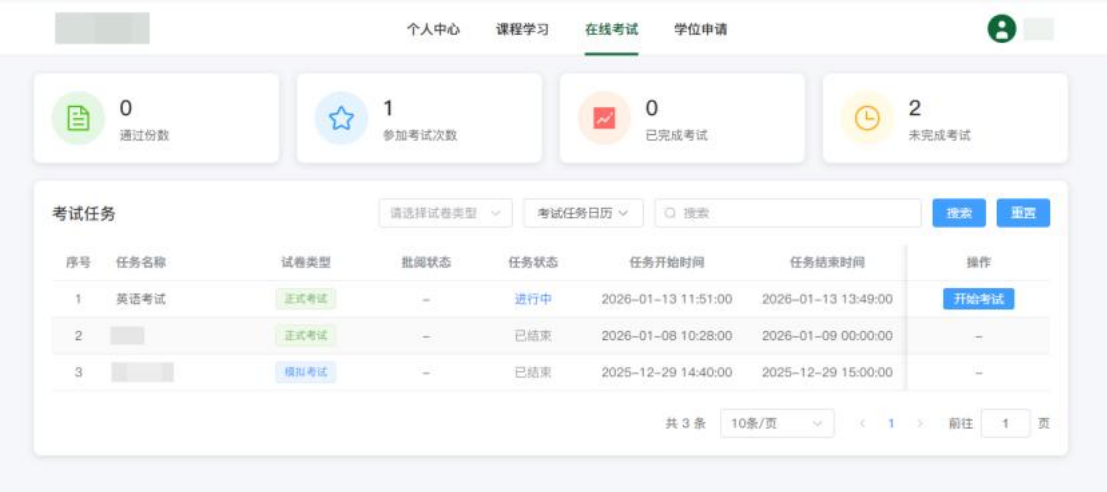 个人中心 课程学习 在线考试 学位申请
0 1 0 2
通过份数 参加考试次数 已完成考试 未完成考试
考试任务 请选择试卷类型 考试任务日历 搜索 搜索 重置
序号 任务名称 试卷类型 批阅状态 任务状态 任务开始时间 任务结束时间 操作
1 英语考试 正式考试 – 进行中 2026-01-13 11:51:00 2026-01-13 13:49:00 开始考试
2 正式考试 – 已结束 2026-01-08 10:28:00 2026-01-09 00:00:00 –
3 模拟考试 – 已结束 2025-12-29 14:40:00 2025-12-29 15:00:00 –
共 3 条 10条/页 1 前往 1 页